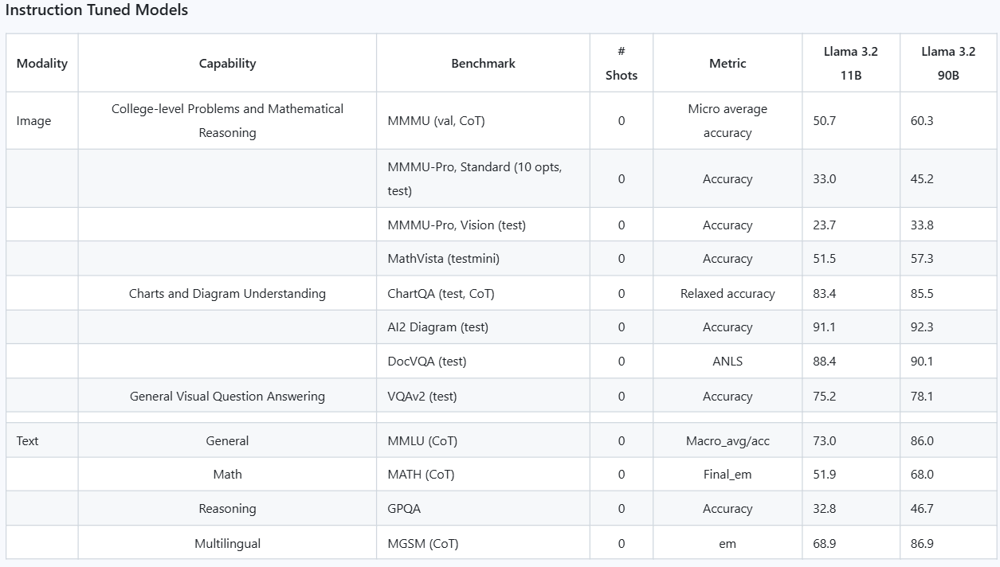 Instruction Tuned Models
Modality Capability Benchmark # Shots Metric Llama 3.2 11B Llama 3.2 90B
Image College-level Problems and Mathematical Reasoning MMMU (val, CoT) 0 Micro average accuracy 50.7 60.3
MMMU-Pro, Standard (10 opts, test) 0 Accuracy 33.0 45.2
MMMU-Pro, Vision (test) 0 Accuracy 23.7 33.8
MathVista (testmini) 0 Accuracy 51.5 57.3
Charts and Diagram Understanding ChartQA (test, CoT) 0 Relaxed accuracy 83.4 85.5
AI2 Diagram (test) 0 Accuracy 91.1 92.3
DocVQA (test) 0 ANLS 88.4 90.1
General Visual Question Answering VQAv2 (test) 0 Accuracy 75.2 78.1
Text General MMLU (CoT) 0 Macro_avg/acc 73.0 86.0
Math MATH (CoT) 0 Final_em 51.9 68.0
Reasoning GPQA 0 Accuracy 32.8 46.7
Multilingual MGSM (CoT) 0 em 68.9 86.9